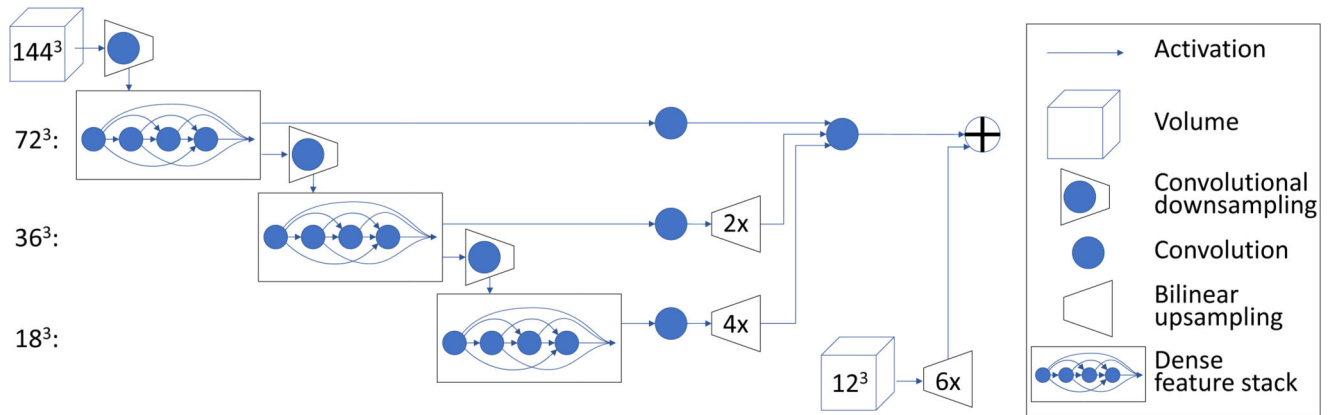 144³
72³:
36³:
2x
18³:
4x
12³
6x
Activation
Volume
Convolutional
downsampling
Convolution
Bilinear
upsampling
Dense
feature stack